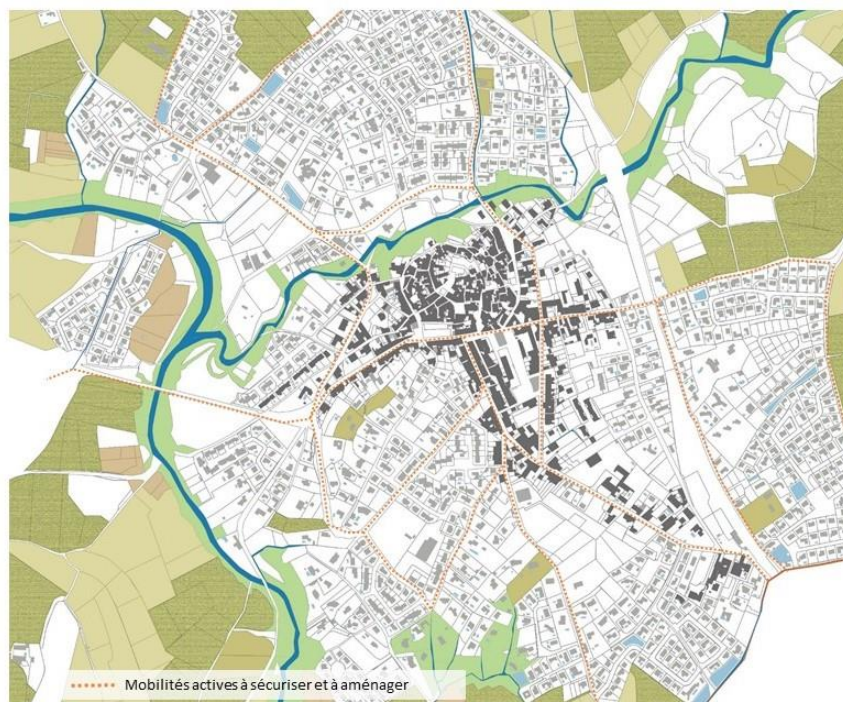 Mobilités actives à sécuriser et à aménager